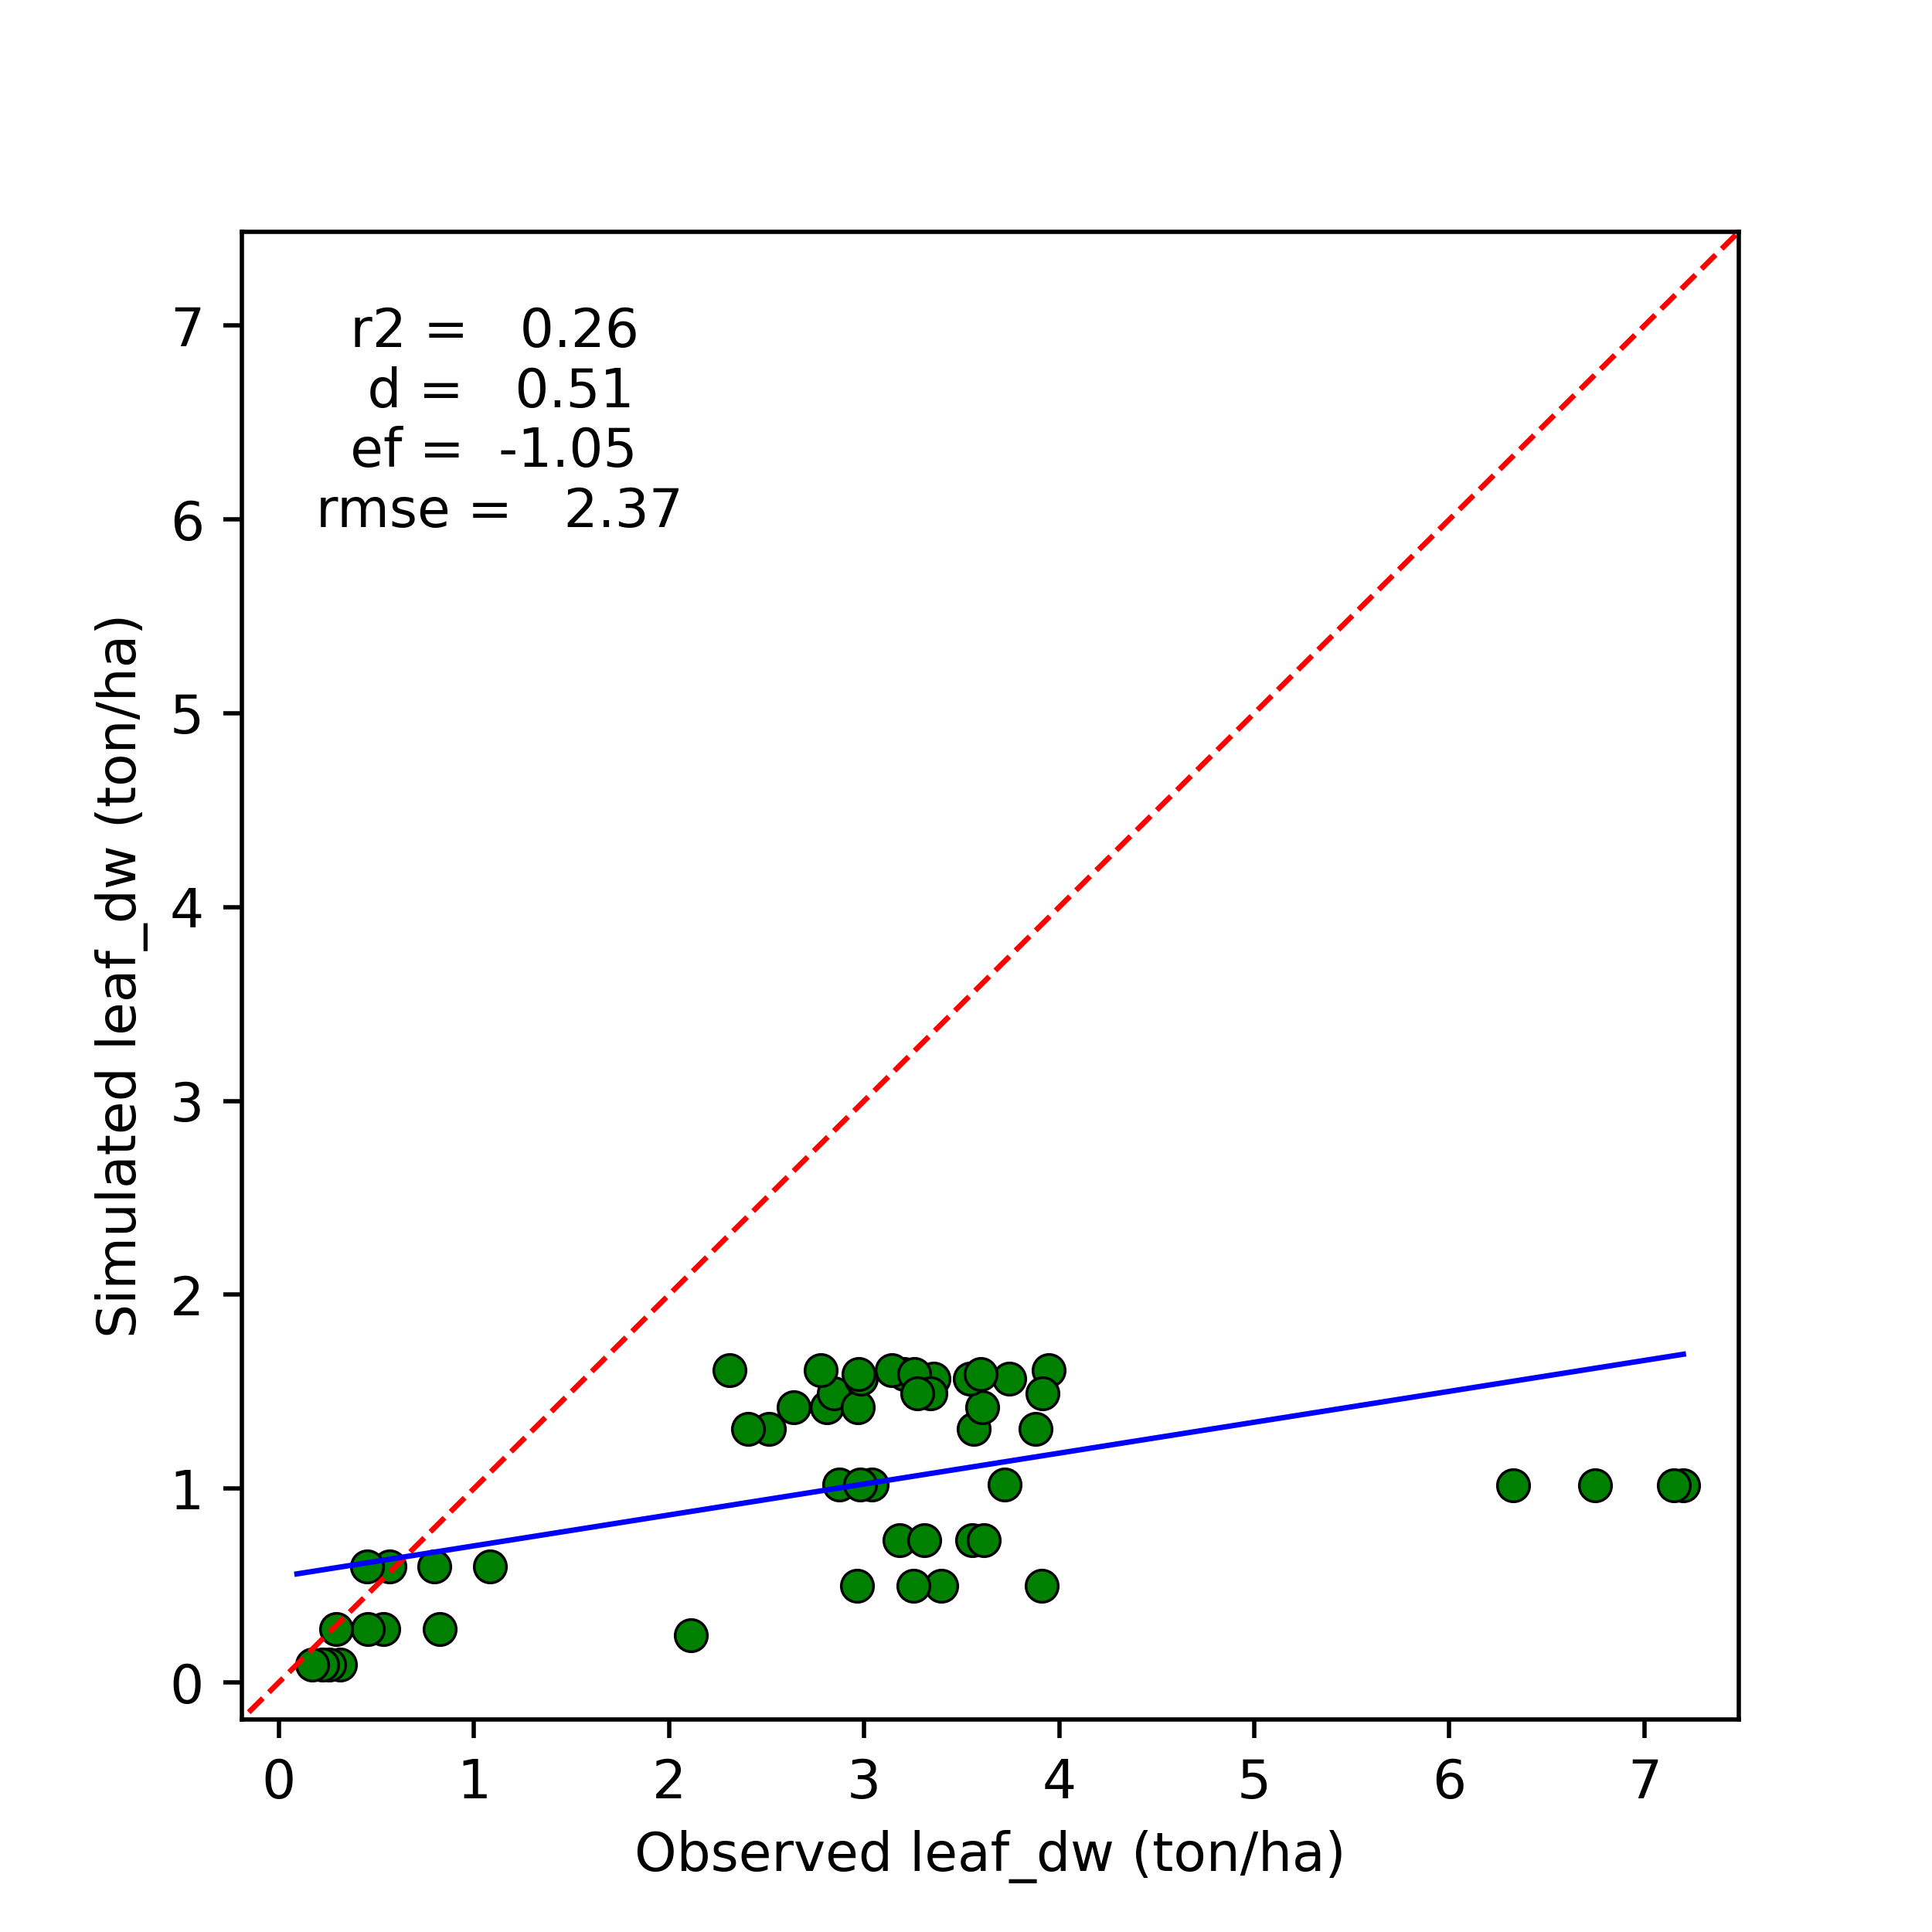 r2 = 0.26
d = 0.51
ef = -1.05
rmse = 2.37
7
6
5
4
3
2
1
0
Simulated leaf_dw (ton/ha)
0 1 2 3 4 5 6 7
Observed leaf_dw (ton/ha)